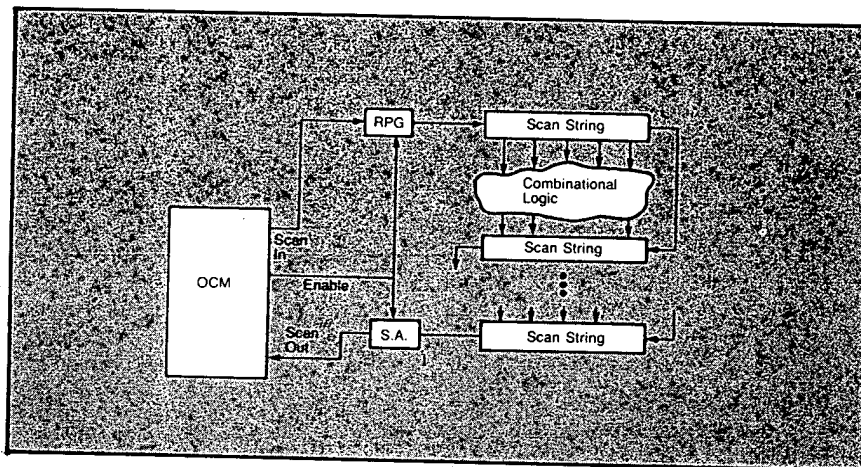 RPG
Scan String
Combinational
Logic
Scan
In
Scan String
OCM
Enable
Scan
Out
S.A.
Scan String